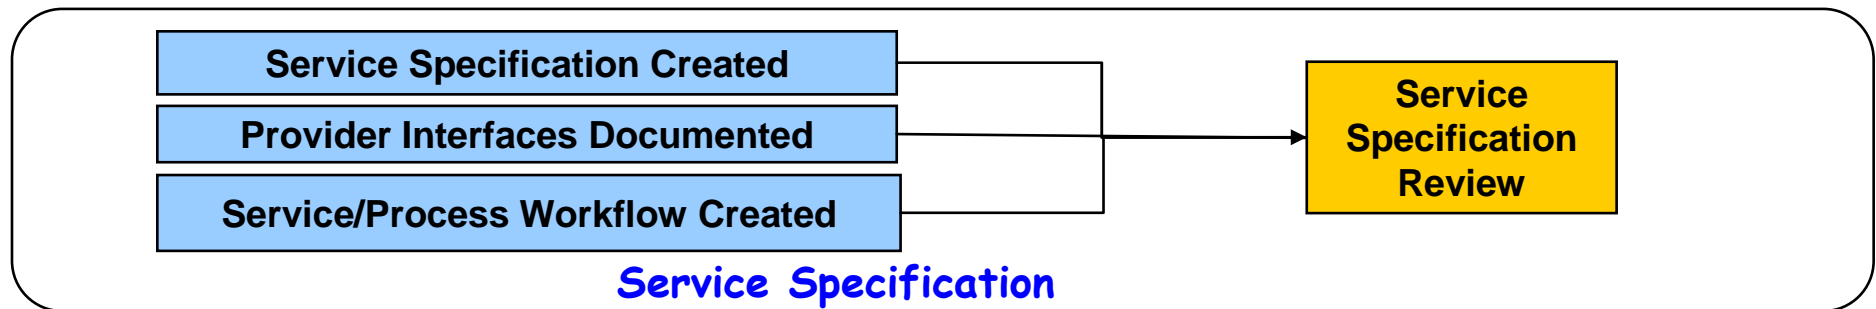 Service Specification Created
Provider Interfaces Documented
Service/Process Workflow Created
Service
Specification
Review
Service Specification